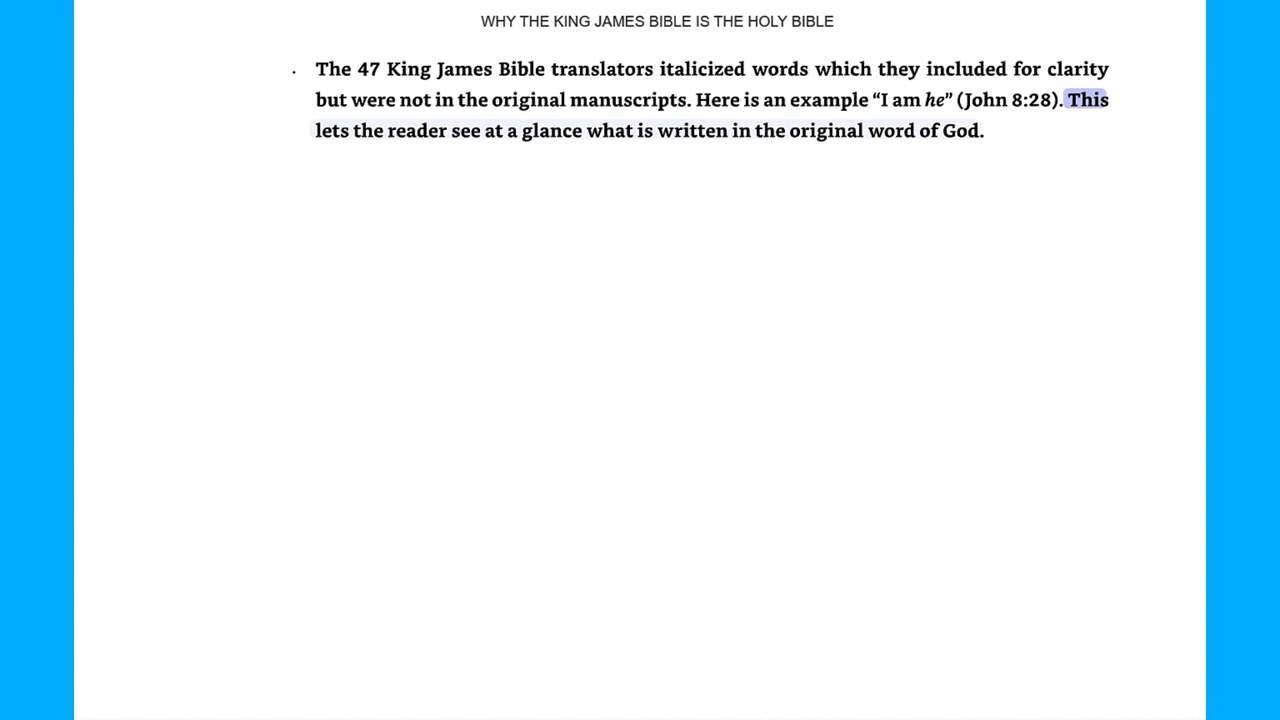 WHY THE KING JAMES BIBLE IS THE HOLY BIBLE
· The 47 King James Bible translators italicized words which they included for clarity
but were not in the original manuscripts. Here is an example “I am he” (John 8:28). This
lets the reader see at a glance what is written in the original word of God.